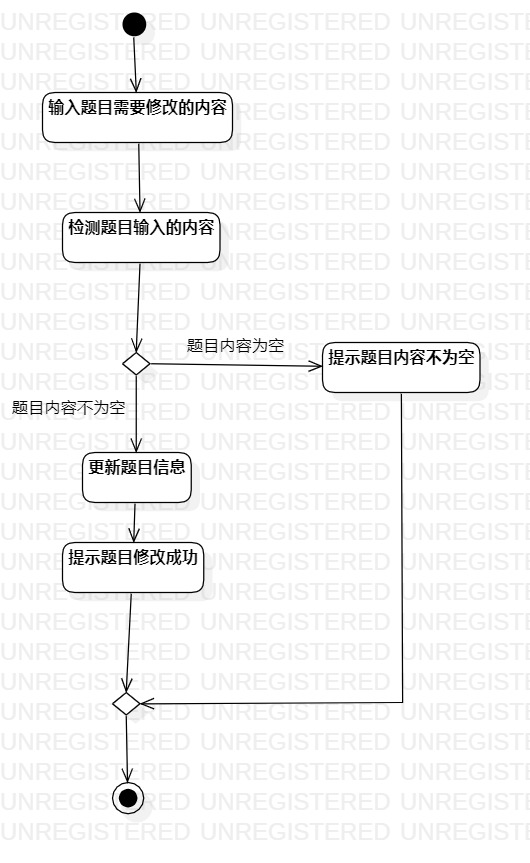 输入题目需要修改的内容
检测题目输入的内容
题目内容为空
提示题目内容不为空
题目内容不为空
更新题目信息
提示题目修改成功
UNREGISTERED